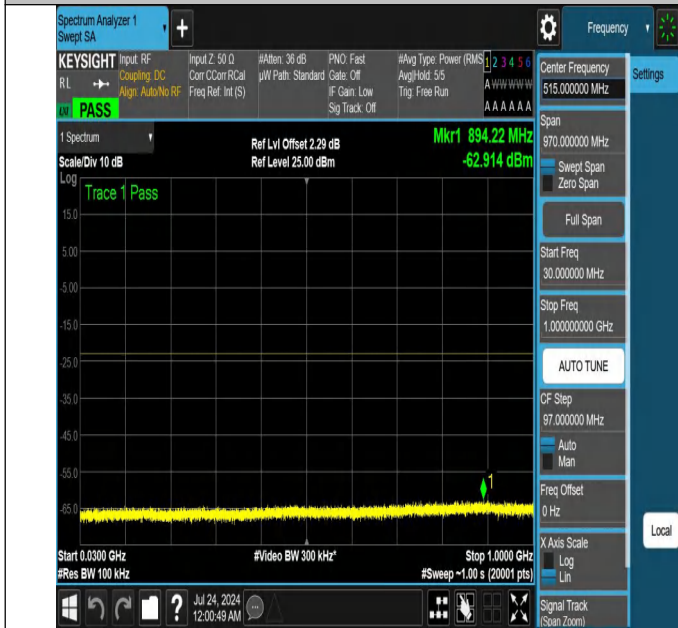 Spectrum Analyzer 1
Swept SA
+
Frequency
KEYSIGHT
RL
LXI
PASS
Input: RF
Coupling: DC
Align: Auto/No RF
Input Z: 50 Ω
Corr CCorr RCal
Freq Ref: Int (S)
#Atten: 36 dB
µW Path: Standard
PNO: Fast
Gate: Off
IF Gain: Low
Sig Track: Off
#Avg Type: Power (RMS
Avg|Hold: 5/5
Trig: Free Run
1 2 3 4 5 6
A W W W W W
A A A A A A
1 Spectrum
Scale/Div 10 dB
Log
Ref Lvl Offset 2.29 dB
Ref Level 25.00 dBm
Mkr1 894.22 MHz
-62.914 dBm
Trace 1 Pass
15.0
5.00
-5.00
-15.0
-25.0
-35.0
-45.0
-55.0
-65.0
1
Start 0.0300 GHz
#Res BW 100 kHz
#Video BW 300 kHz*
Stop 1.0000 GHz
#Sweep ~1.00 s (20001 pts)
Center Frequency
515.000000 MHz
Settings
Span
970.000000 MHz
Swept Span
Zero Span
Full Span
Start Freq
30.000000 MHz
Stop Freq
1.000000000 GHz
AUTO TUNE
CF Step
97.000000 MHz
Auto
Man
Freq Offset
0 Hz
X Axis Scale
Log
Lin
Local
Signal Track
(Span Zoom)
?
Jul 24, 2024
12:00:49 AM